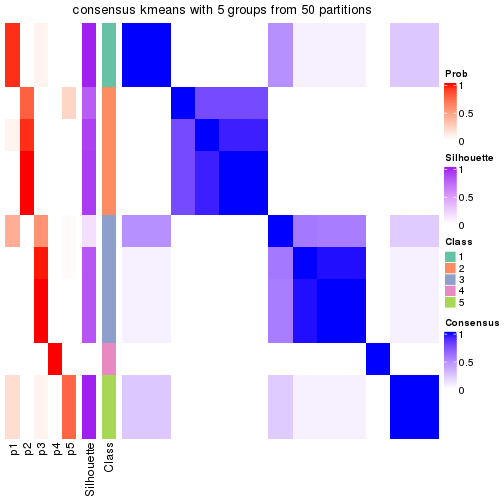 consensus kmeans with 5 groups from 50 partitions
Prob
1
0.5
0
Silhouette
1
0.5
0
Class
1
2
3
4
5
Consensus
1
0.5
0
p1
p2
p3
p4
p5
Silhouette
Class